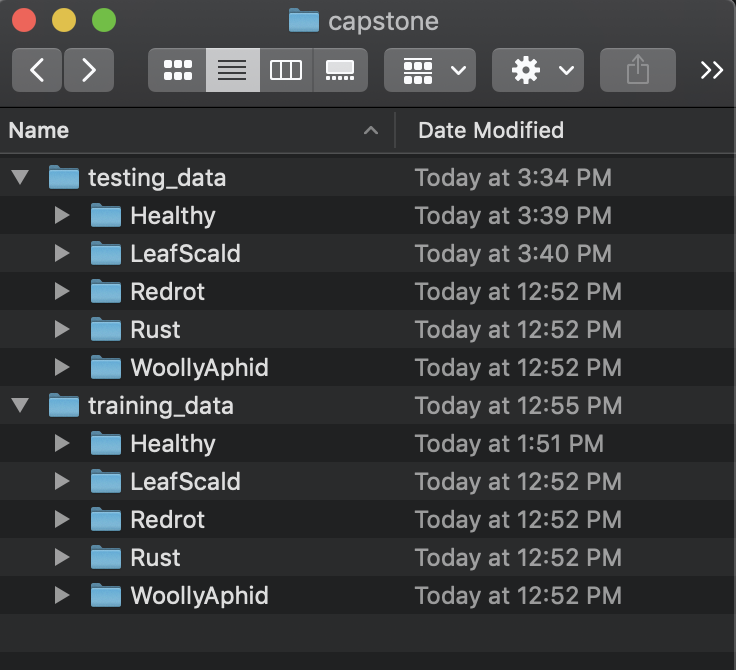 capstone
Name Date Modified
testing_data Today at 3:34 PM
Healthy Today at 3:39 PM
LeafScald Today at 3:40 PM
Redrot Today at 12:52 PM
Rust Today at 12:52 PM
WoollyAphid Today at 12:52 PM
training_data Today at 12:55 PM
Healthy Today at 1:51 PM
LeafScald Today at 12:52 PM
Redrot Today at 12:52 PM
Rust Today at 12:52 PM
WoollyAphid Today at 12:52 PM